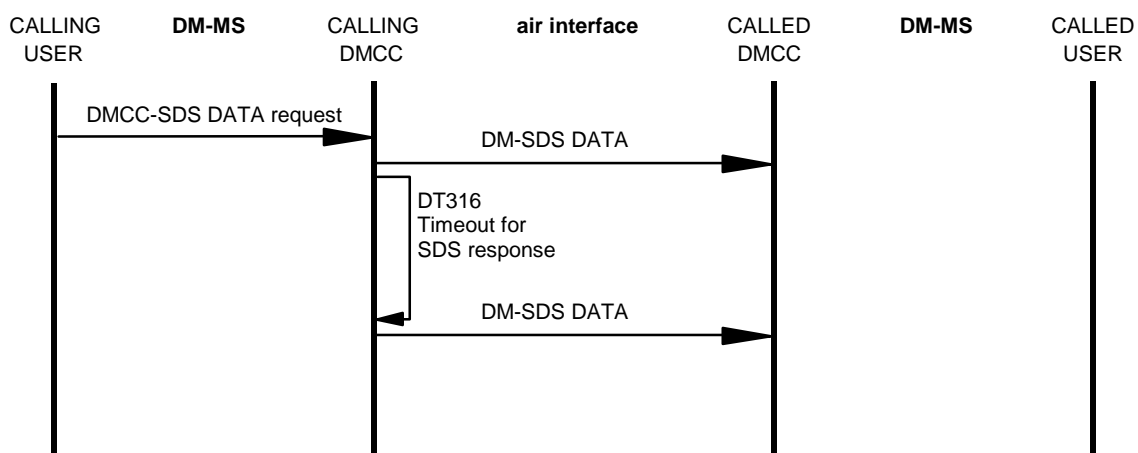 CALLING USER
DM-MS
CALLING DMCC
air interface
CALLED DMCC
DM-MS
CALLED USER
DMCC-SDS DATA request
DM-SDS DATA
DT316
Timeout for
SDS response
DM-SDS DATA